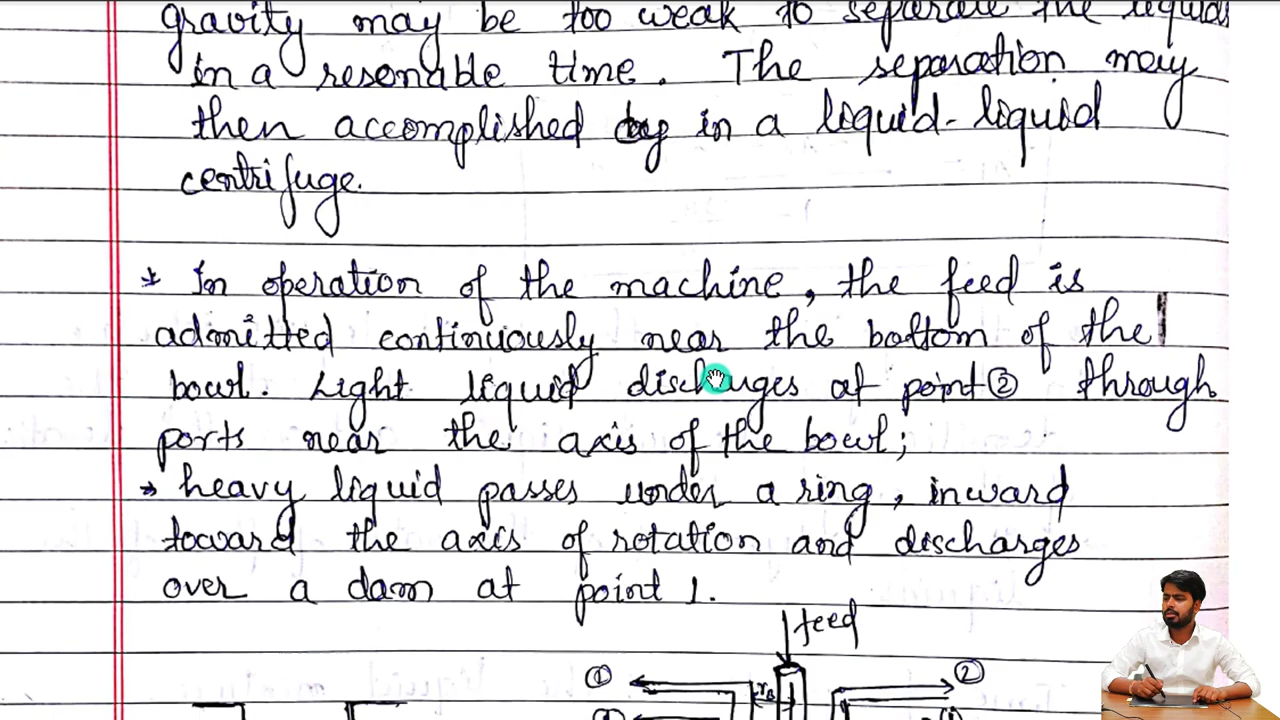 gravity may be too weak to separate the liquids
in a resonable time. The separation may
then accomplished in a liquid-liquid
centrifuge.
* In operation of the machine, the feed is
admitted continuously near the bottom of the
bowl. Light liquid discharges at point ② through
ports near the axis of the bowl;
→ heavy liquid passes under a ring, inward
toward the axis of rotation and discharges
over a dam at point 1.
feed
① ②